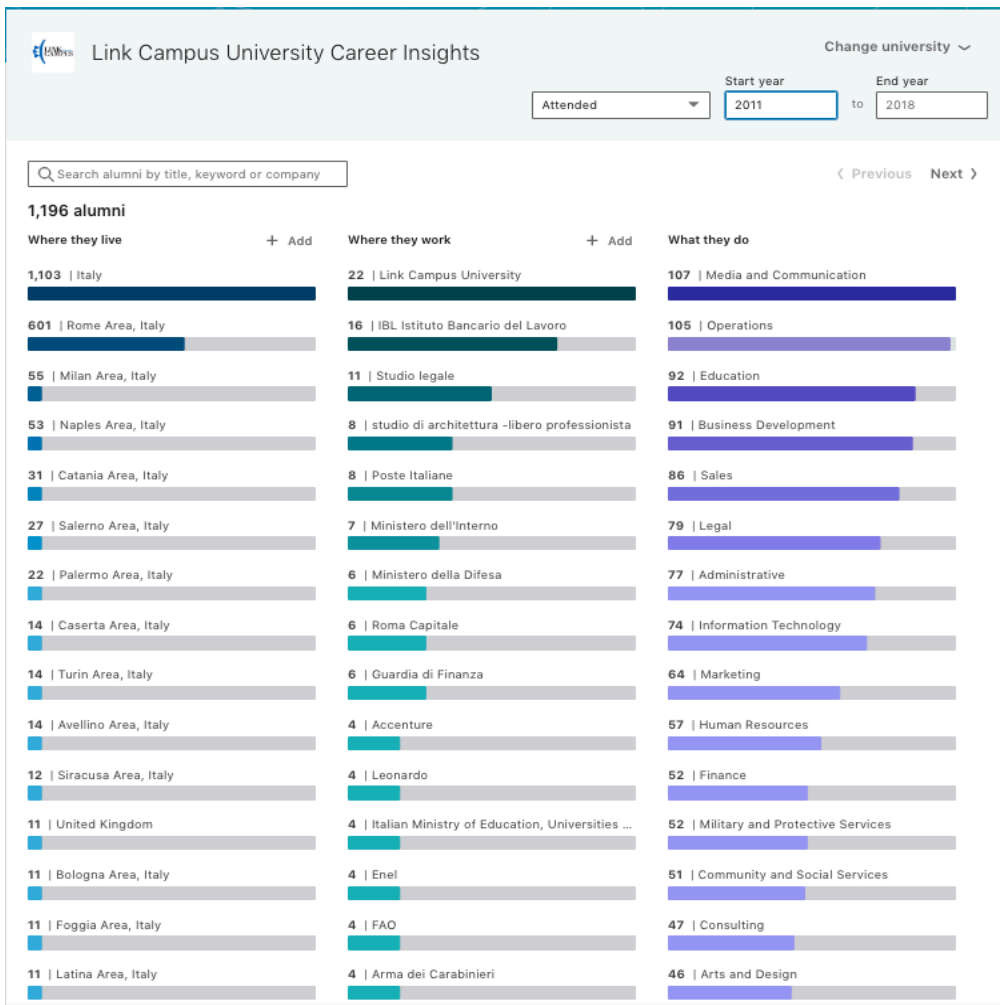 LINK CAMPUS
Link Campus University Career Insights
Change university
Start year
End year
Attended
2011
to
2018
Search alumni by title, keyword or company
Previous Next
1,196 alumni
Where they live
+ Add
1,103 | Italy
601 | Rome Area, Italy
55 | Milan Area, Italy
53 | Naples Area, Italy
31 | Catania Area, Italy
27 | Salerno Area, Italy
22 | Palermo Area, Italy
14 | Caserta Area, Italy
14 | Turin Area, Italy
14 | Avellino Area, Italy
12 | Siracusa Area, Italy
11 | United Kingdom
11 | Bologna Area, Italy
11 | Foggia Area, Italy
11 | Latina Area, Italy
Where they work
+ Add
22 | Link Campus University
16 | IBL Istituto Bancario del Lavoro
11 | Studio legale
8 | studio di architettura -libero professionista
8 | Poste Italiane
7 | Ministero dell'Interno
6 | Ministero della Difesa
6 | Roma Capitale
6 | Guardia di Finanza
4 | Accenture
4 | Leonardo
4 | Italian Ministry of Education, Universities ...
4 | Enel
4 | FAO
4 | Arma dei Carabinieri
What they do
107 | Media and Communication
105 | Operations
92 | Education
91 | Business Development
86 | Sales
79 | Legal
77 | Administrative
74 | Information Technology
64 | Marketing
57 | Human Resources
52 | Finance
52 | Military and Protective Services
51 | Community and Social Services
47 | Consulting
46 | Arts and Design